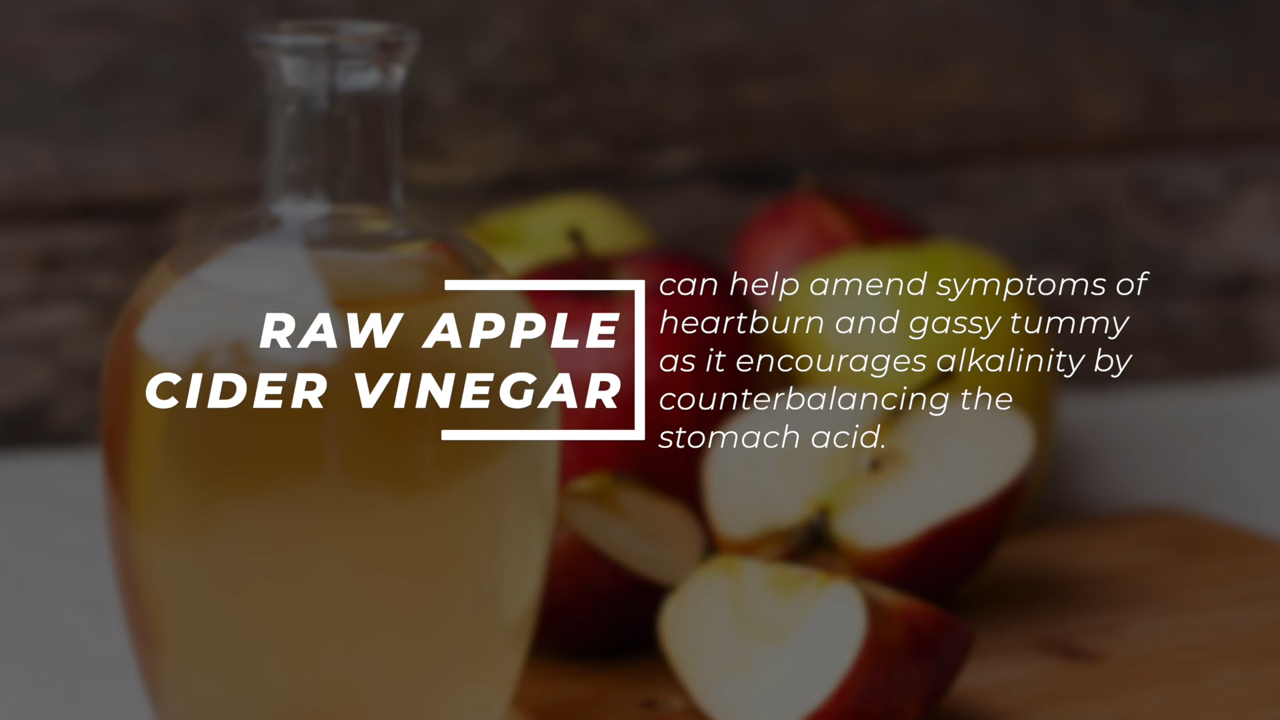 RAW APPLE
CIDER VINEGAR
can help amend symptoms of
heartburn and gassy tummy
as it encourages alkalinity by
counterbalancing the
stomach acid.